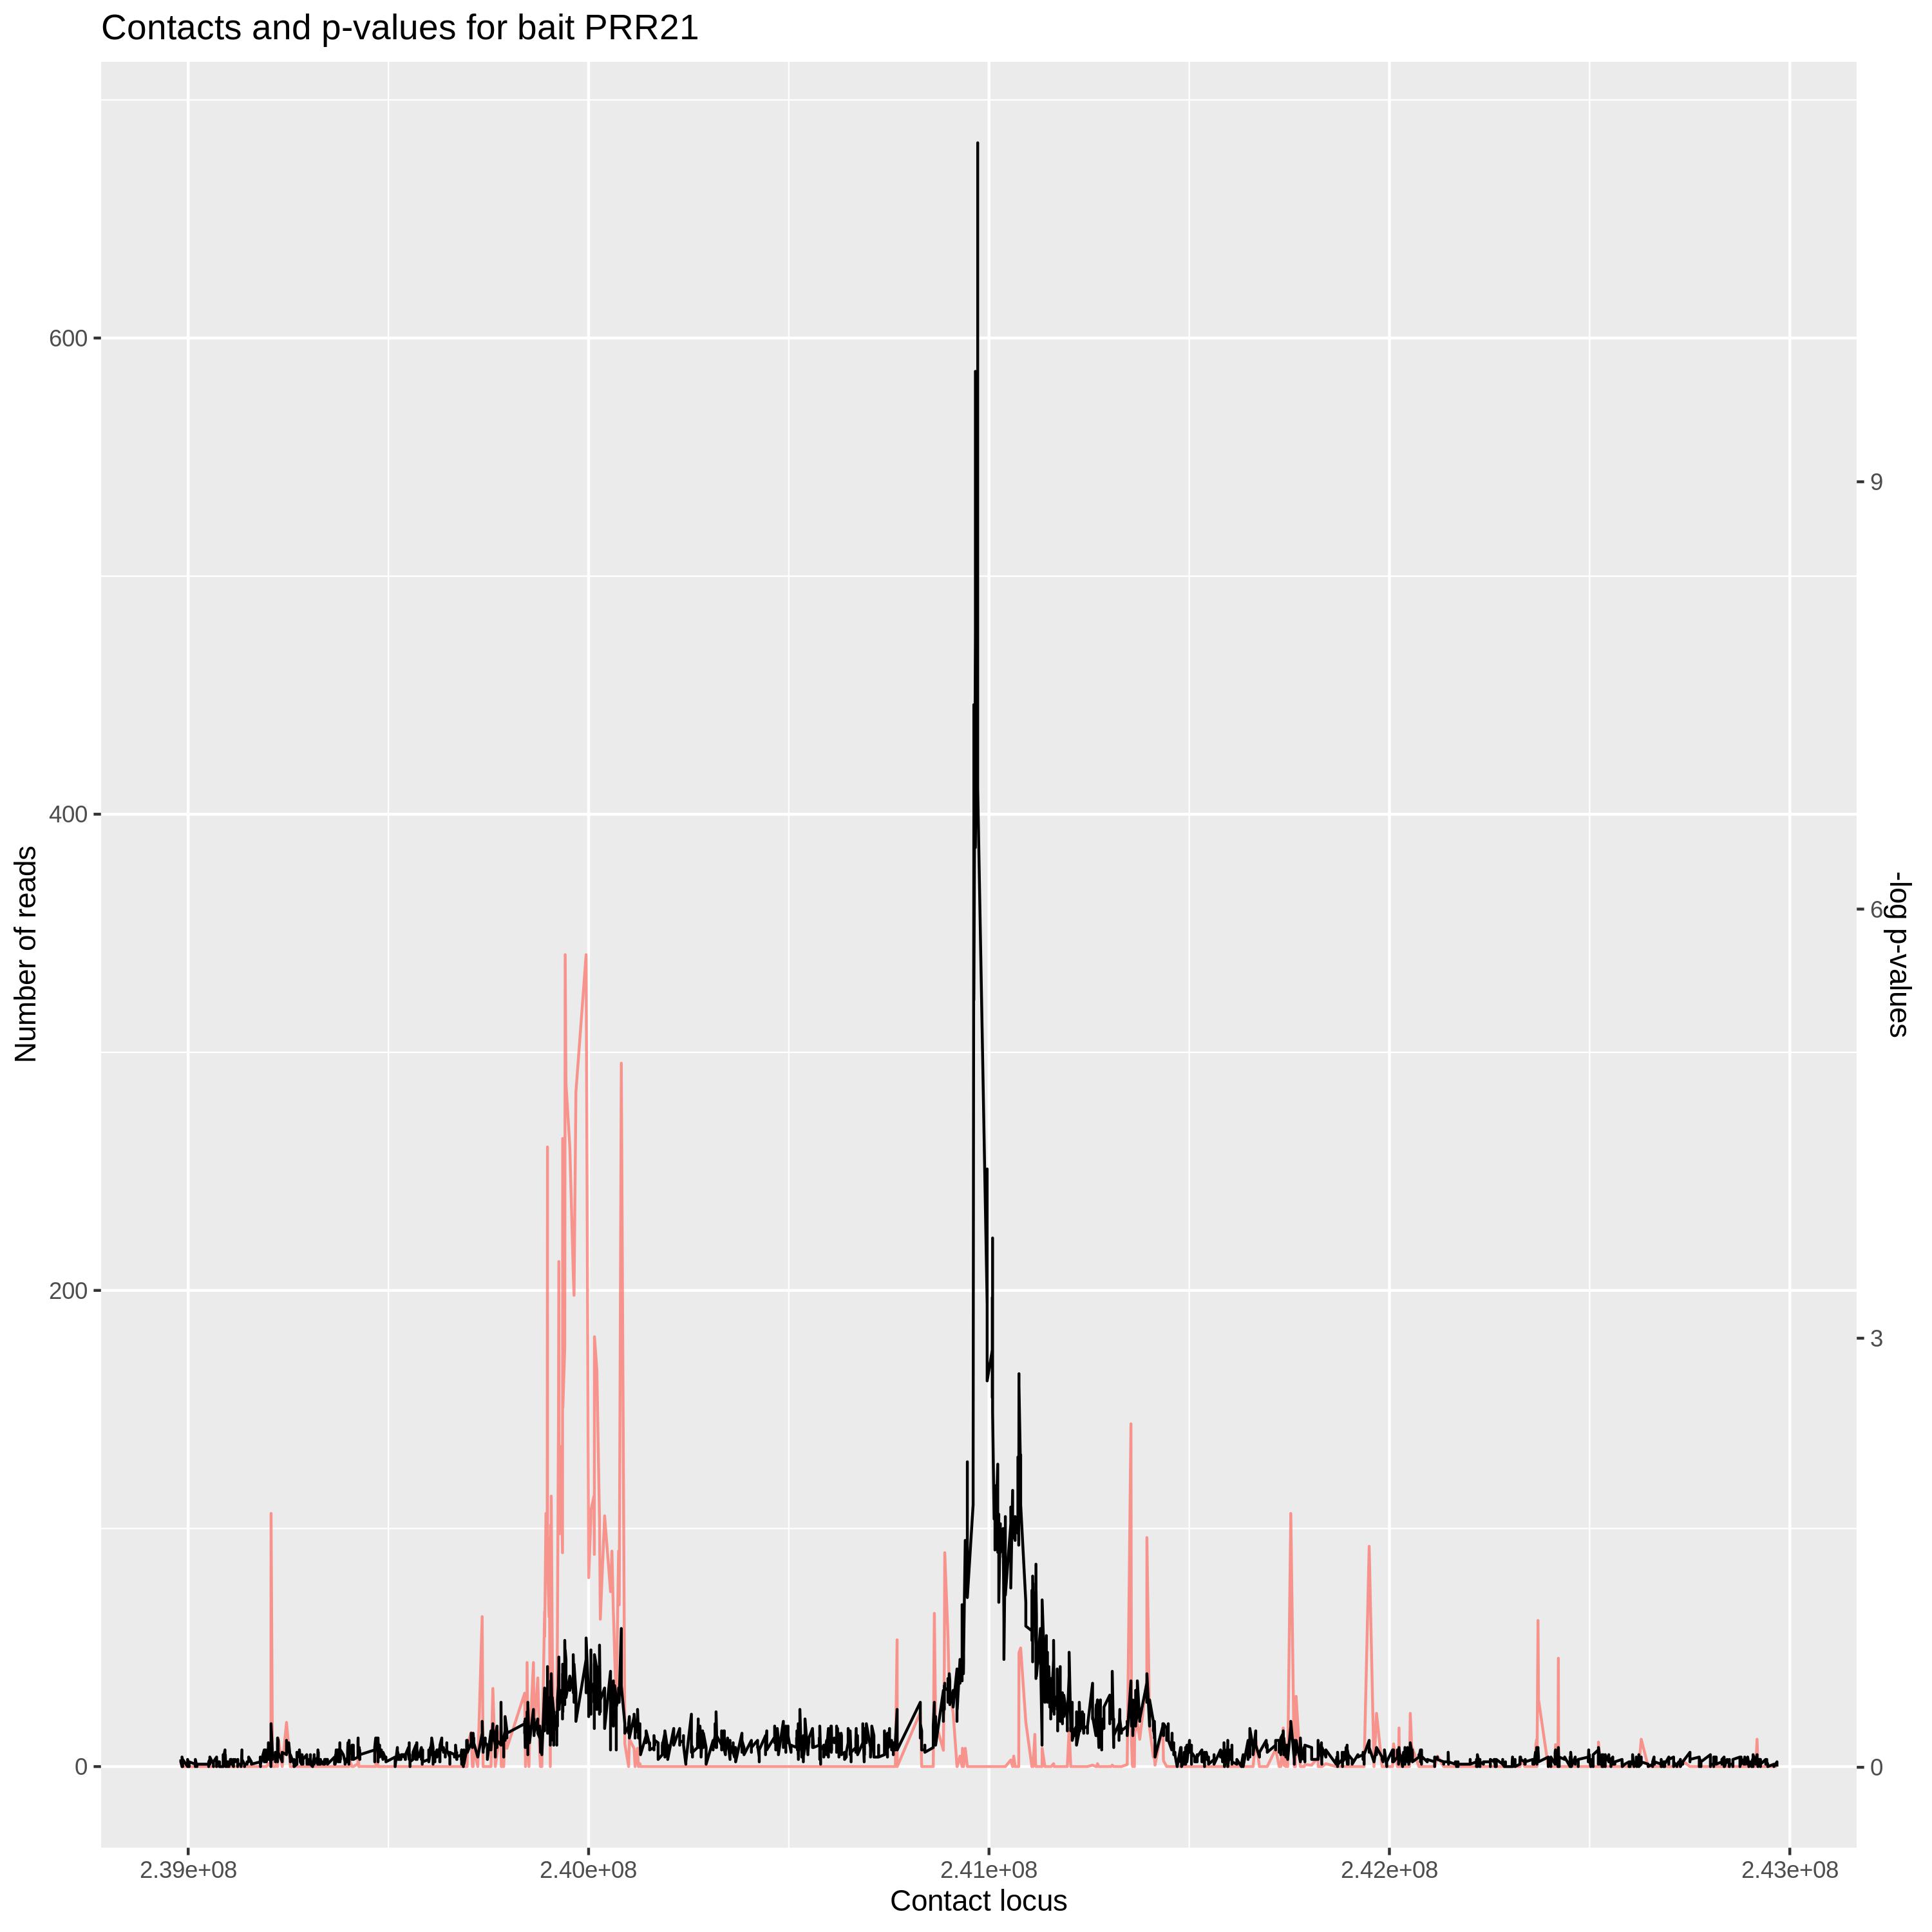 Contacts and p-values for bait PRR21
600
400
200
0
Number of reads
9
6
3
0
-log p-values
2.39e+08
2.40e+08
2.41e+08
2.42e+08
2.43e+08
Contact locus